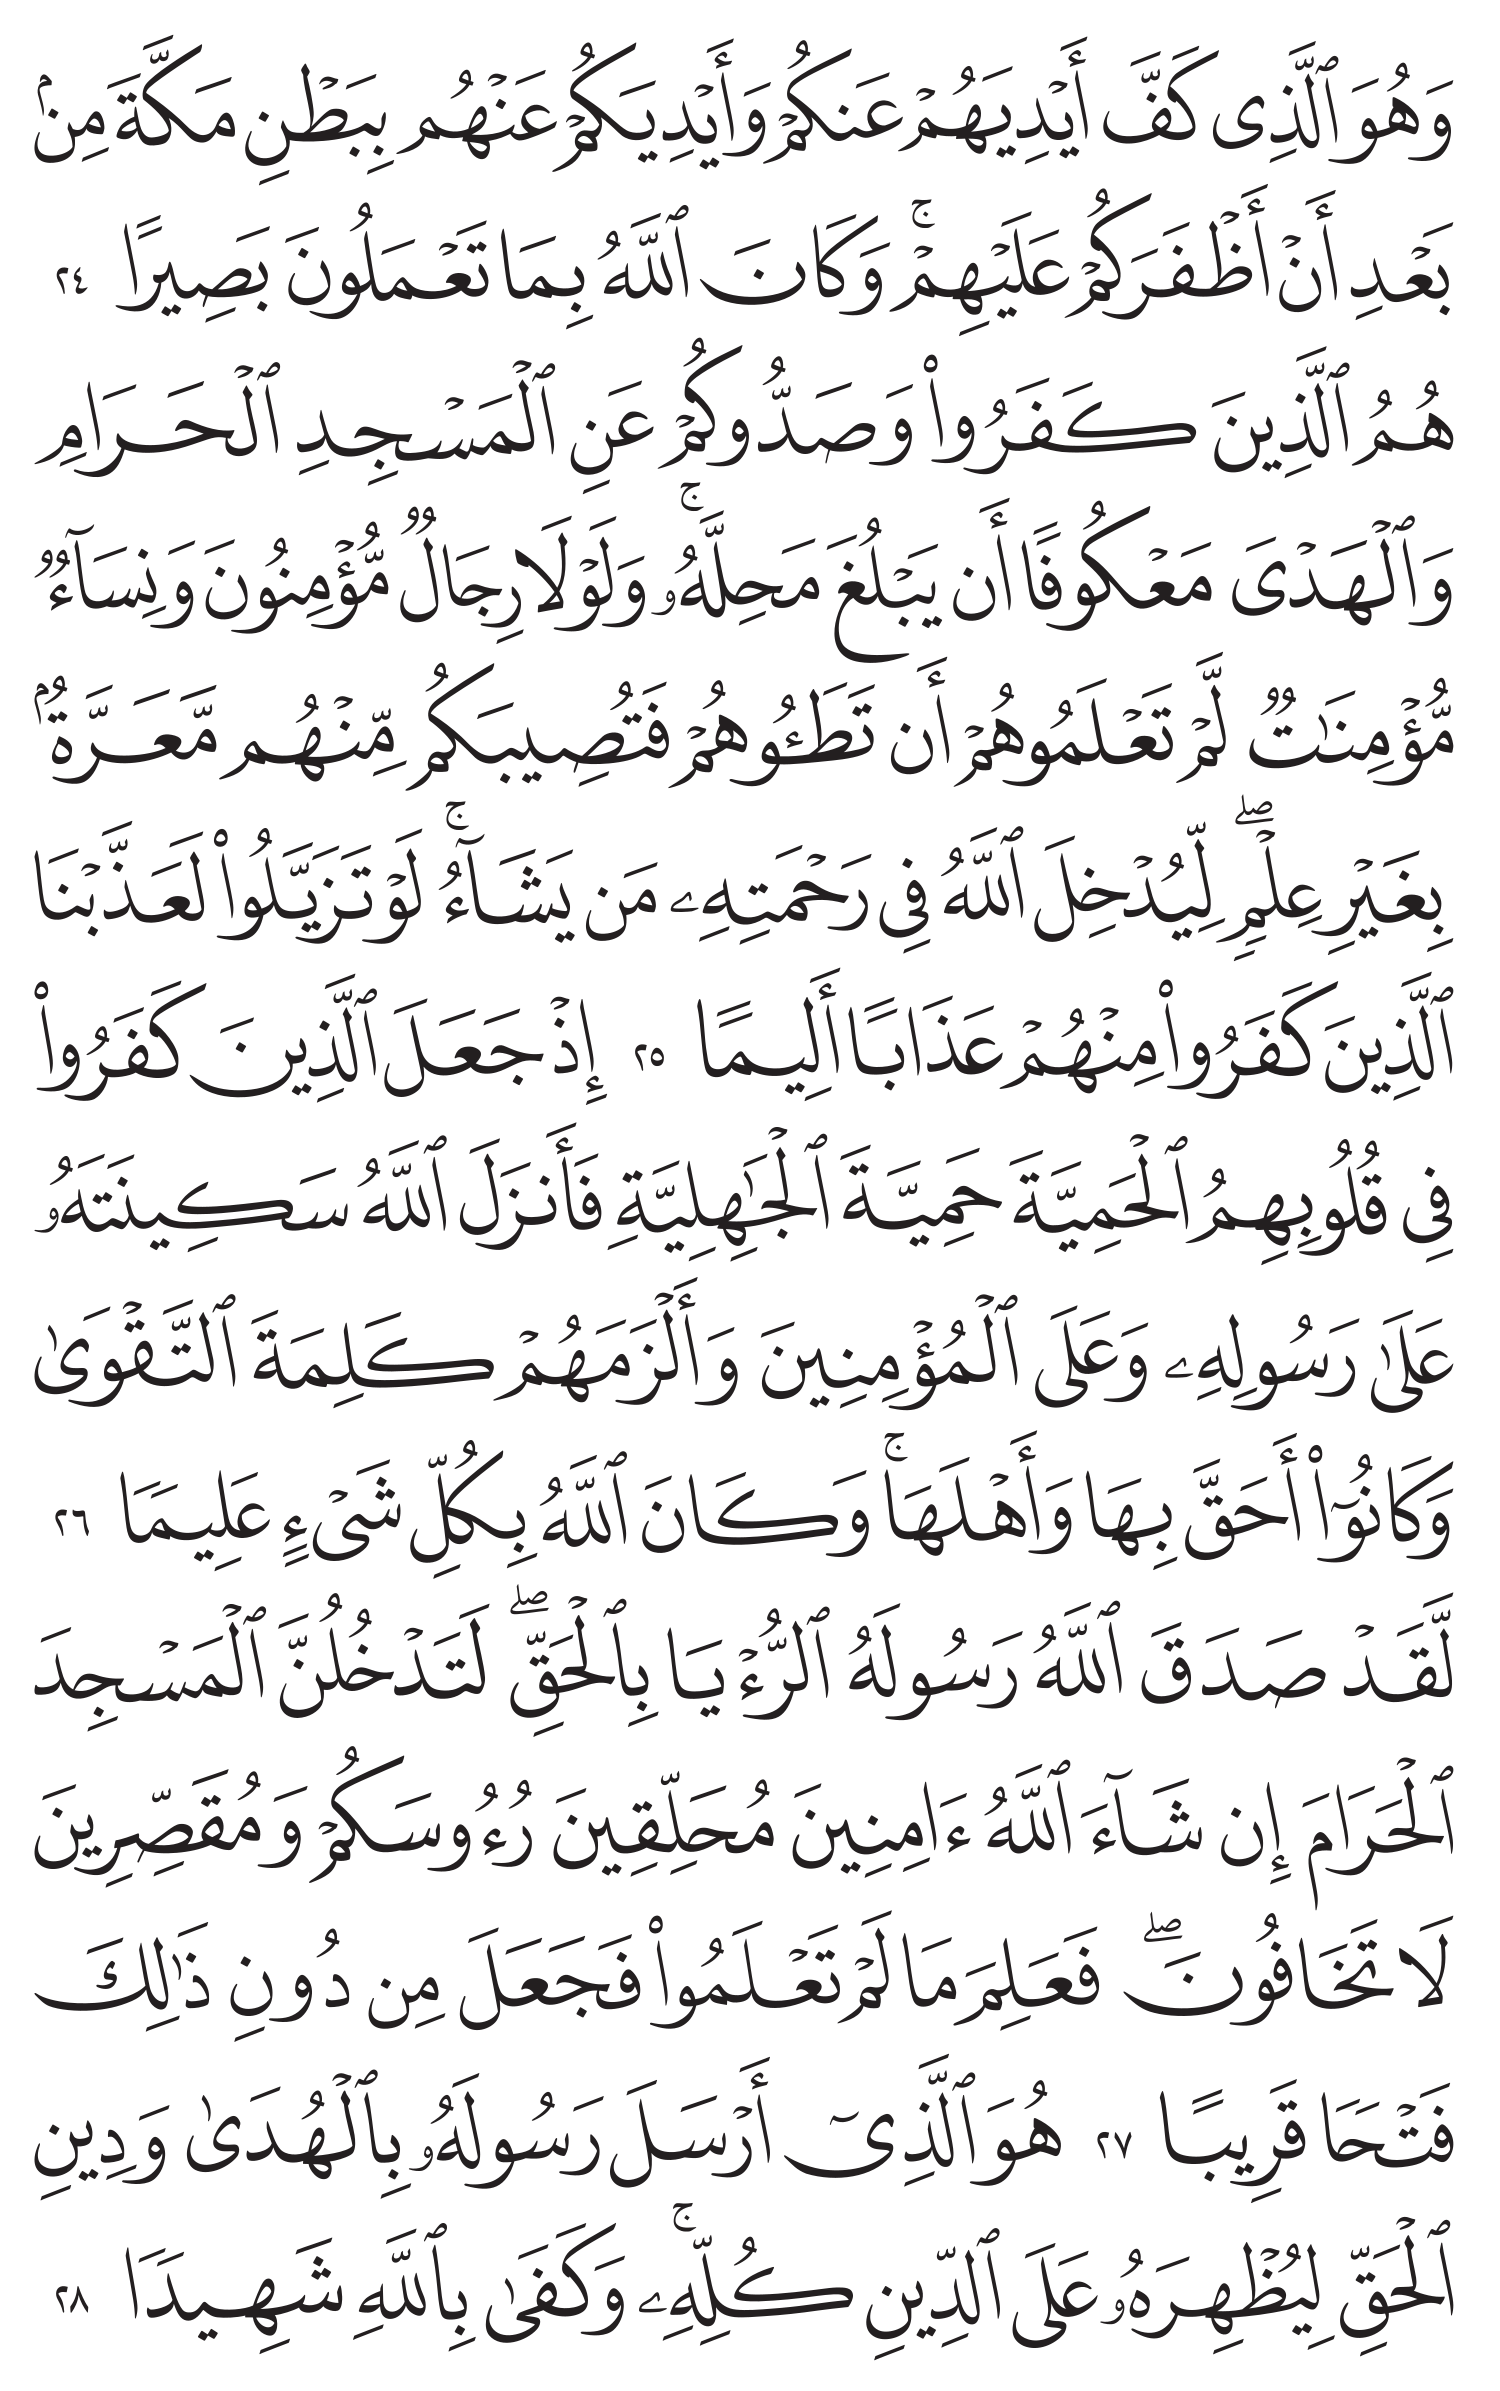 وَهُوَ ٱلَّذِى كَفَّ أَيۡدِيَهُمۡ عَنكُمۡ وَأَيۡدِيَكُمۡ عَنۡهُم بِبَطۡنِ مَكَّةَ مِنۢ
بَعۡدِ أَنۡ أَظۡفَرَكُمۡ عَلَيۡهِمۡۚ وَكَانَ ٱللَّهُ بِمَا تَعۡمَلُونَ بَصِيرًا ٢٤
هُمُ ٱلَّذِينَ كَفَرُواْ وَصَدُّوكُمۡ عَنِ ٱلۡمَسۡجِدِ ٱلۡحَرَامِ
وَٱلۡهَدۡىَ مَعۡكُوفًا أَن يَبۡلُغَ مَحِلَّهُۥۚ وَلَوۡلَا رِجَالٞ مُّؤۡمِنُونَ وَنِسَآءٞ
مُّؤۡمِنَٰتٞ لَّمۡ تَعۡلَمُوهُمۡ أَن تَطَـُٔوهُمۡ فَتُصِيبَكُم مِّنۡهُم مَّعَرَّةُۢ
بِغَيۡرِ عِلۡمٖۖ لِّيُدۡخِلَ ٱللَّهُ فِى رَحۡمَتِهِۦ مَن يَشَآءُۚ لَوۡ تَزَيَّلُواْ لَعَذَّبۡنَا
ٱلَّذِينَ كَفَرُواْ مِنۡهُمۡ عَذَابًا أَلِيمًا ٢٥ إِذۡ جَعَلَ ٱلَّذِينَ كَفَرُواْ
فِى قُلُوبِهِمُ ٱلۡحَمِيَّةَ حَمِيَّةَ ٱلۡجَٰهِلِيَّةِ فَأَنزَلَ ٱللَّهُ سَكِينَتَهُۥ
عَلَىٰ رَسُولِهِۦ وَعَلَى ٱلۡمُؤۡمِنِينَ وَأَلۡزَمَهُمۡ كَلِمَةَ ٱلتَّقۡوَىٰ
وَكَانُوٓاْ أَحَقَّ بِهَا وَأَهۡلَهَاۚ وَكَانَ ٱللَّهُ بِكُلِّ شَىۡءٍ عَلِيمٗا ٢٦
لَّقَدۡ صَدَقَ ٱللَّهُ رَسُولَهُ ٱلرُّءۡيَا بِٱلۡحَقِّۖ لَتَدۡخُلُنَّ ٱلۡمَسۡجِدَ
ٱلۡحَرَامَ إِن شَآءَ ٱللَّهُ ءَامِنِينَ مُحَلِّقِينَ رُءُوسَكُمۡ وَمُقَصِّرِينَ
لَا تَخَافُونَۖ فَعَلِمَ مَا لَمۡ تَعۡلَمُواْ فَجَعَلَ مِن دُونِ ذَٰلِكَ
فَتۡحٗا قَرِيبًا ٢٧ هُوَ ٱلَّذِىٓ أَرۡسَلَ رَسُولَهُۥ بِٱلۡهُدَىٰ وَدِينِ
ٱلۡحَقِّ لِيُظۡهِرَهُۥ عَلَى ٱلدِّينِ كُلِّهِۦۚ وَكَفَىٰ بِٱللَّهِ شَهِيدٗا ٢٨